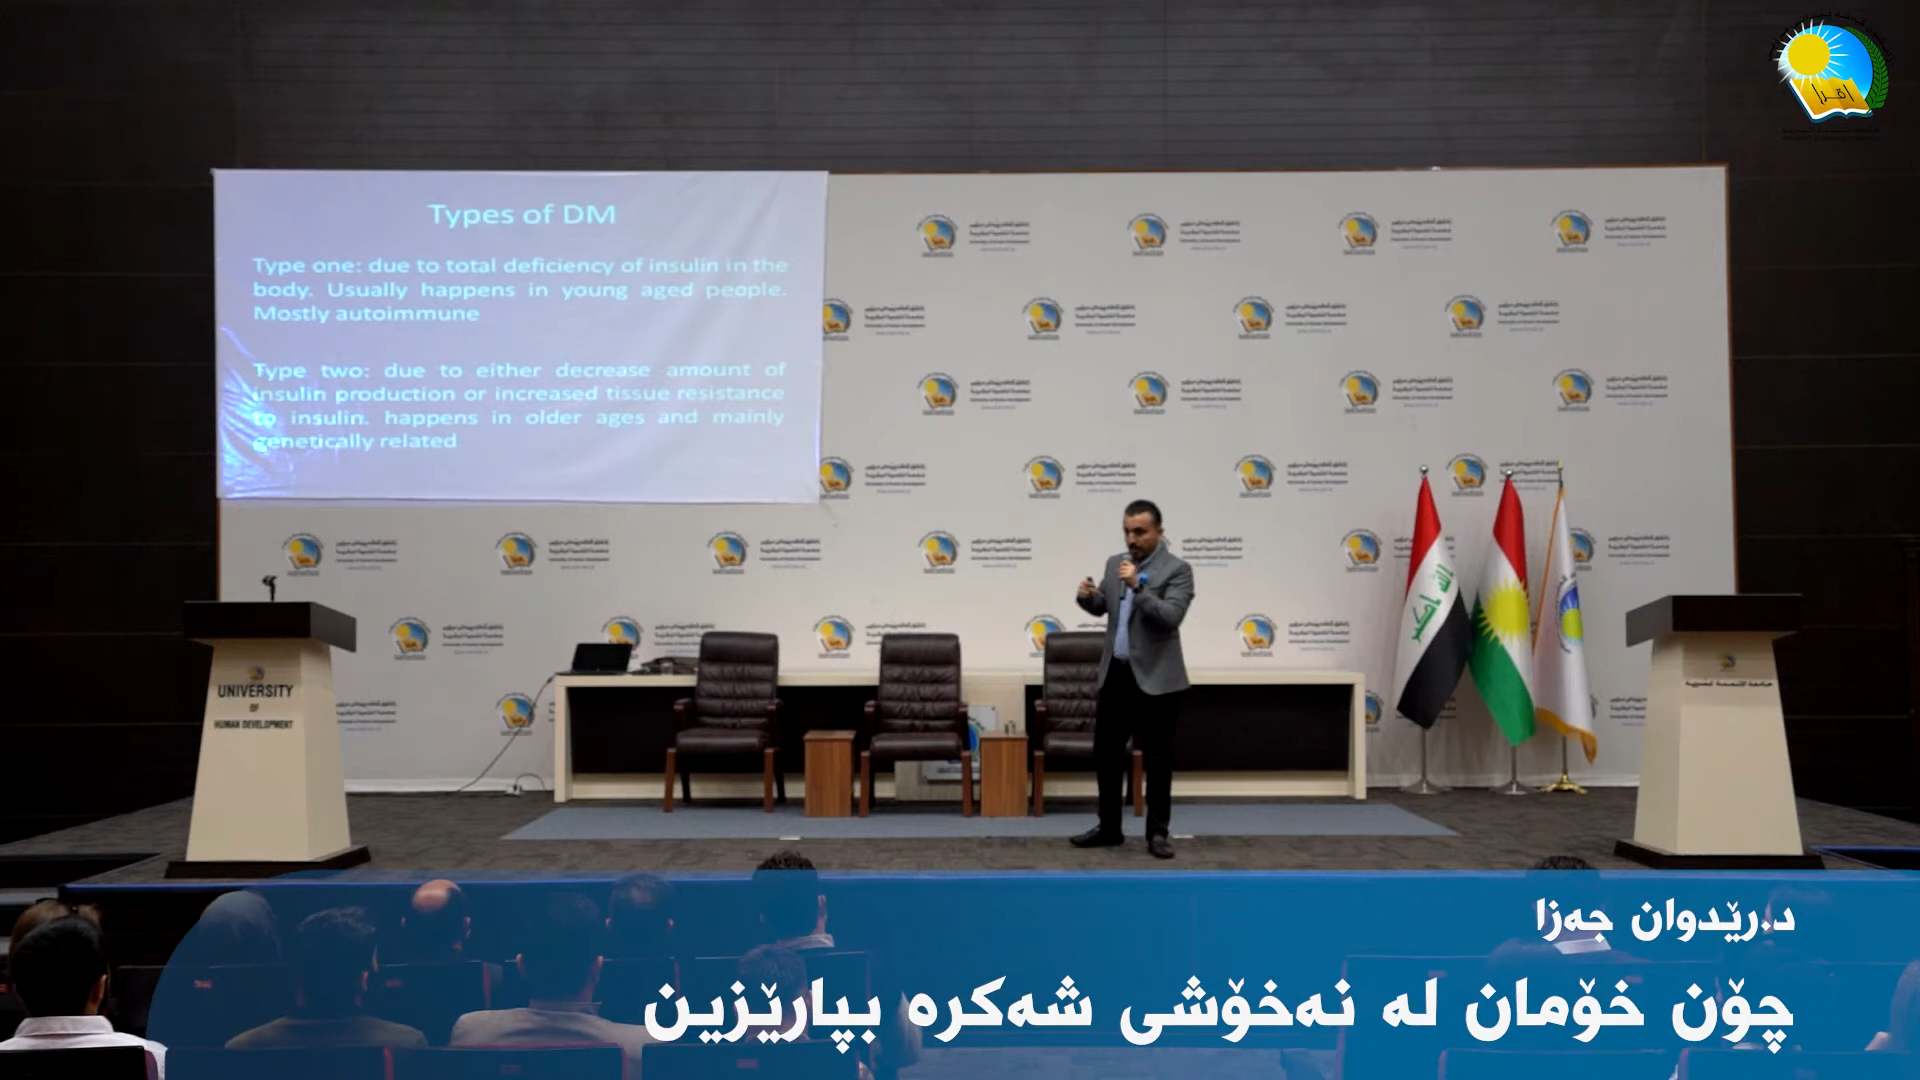 Types of DM
Type one: due to total deficiency of insulin in the
body. Usually happens in young aged people.
Mostly autoimmune
Type two: due to either decrease amount of
insulin production or increased tissue resistance
to insulin. happens in older ages and mainly
genetically related
UNIVERSITY
OF
HUMAN DEVELOPMENT
اقرا
الله اكبر
د.ڕێدوان جەزا
چۆن خۆمان لە نەخۆشی شەکرە بپارێزین